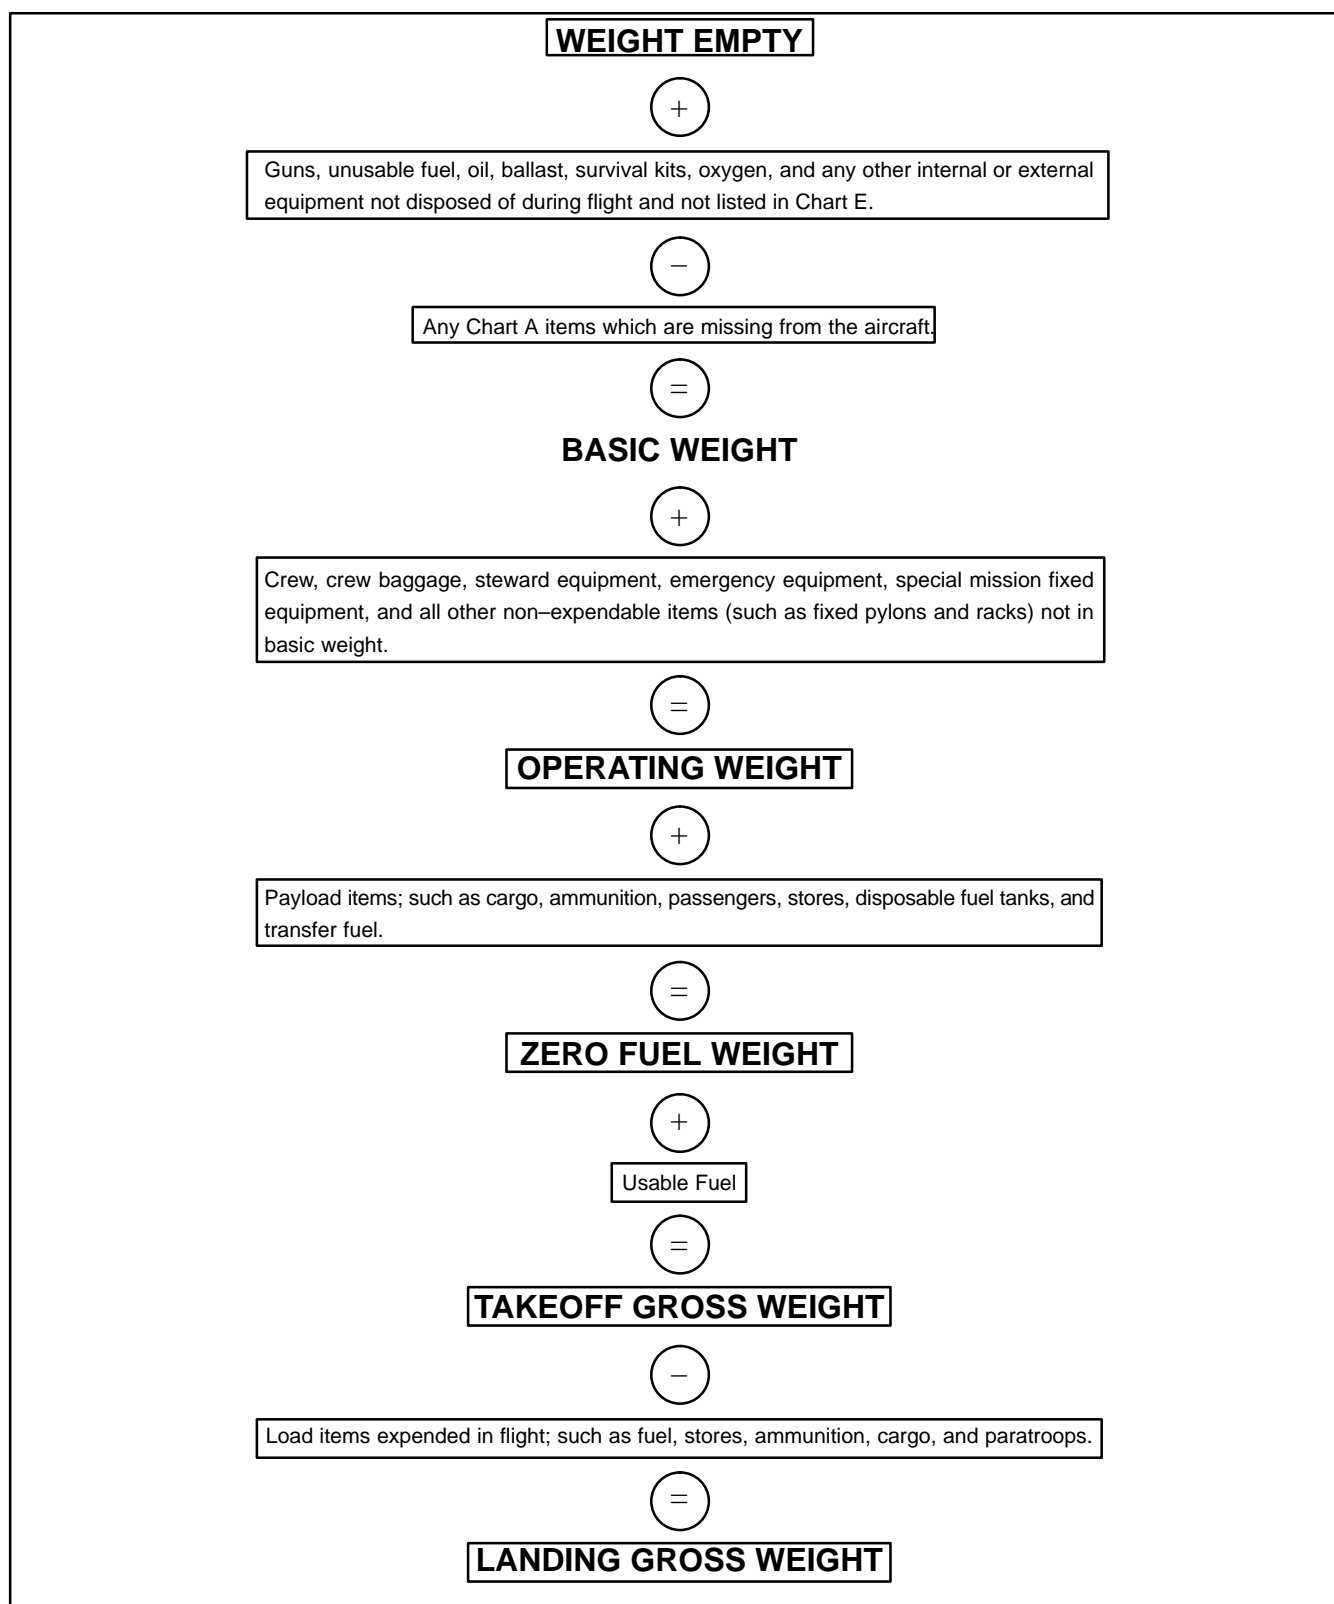 WEIGHT EMPTY
+
Guns, unusable fuel, oil, ballast, survival kits, oxygen, and any other internal or external
equipment not disposed of during flight and not listed in Chart E.
−
Any Chart A items which are missing from the aircraft.
=
BASIC WEIGHT
+
Crew, crew baggage, steward equipment, emergency equipment, special mission fixed
equipment, and all other non–expendable items (such as fixed pylons and racks) not in
basic weight.
=
OPERATING WEIGHT
+
Payload items; such as cargo, ammunition, passengers, stores, disposable fuel tanks, and
transfer fuel.
=
ZERO FUEL WEIGHT
+
Usable Fuel
=
TAKEOFF GROSS WEIGHT
−
Load items expended in flight; such as fuel, stores, ammunition, cargo, and paratroops.
=
LANDING GROSS WEIGHT